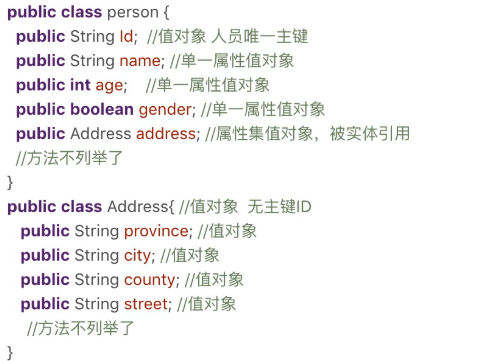 public class person {
public String Id;  //值对象 人员唯一主键
public String name; //单一属性值对象
public int age;    //单一属性值对象
public boolean gender; //单一属性值对象
public Address address; //属性集值对象，被实体引用
//方法不列举了
}
public class Address{ //值对象  无主键ID
public String province; //值对象
public String city; //值对象
public String county; //值对象
public String street; //值对象
//方法不列举了
}